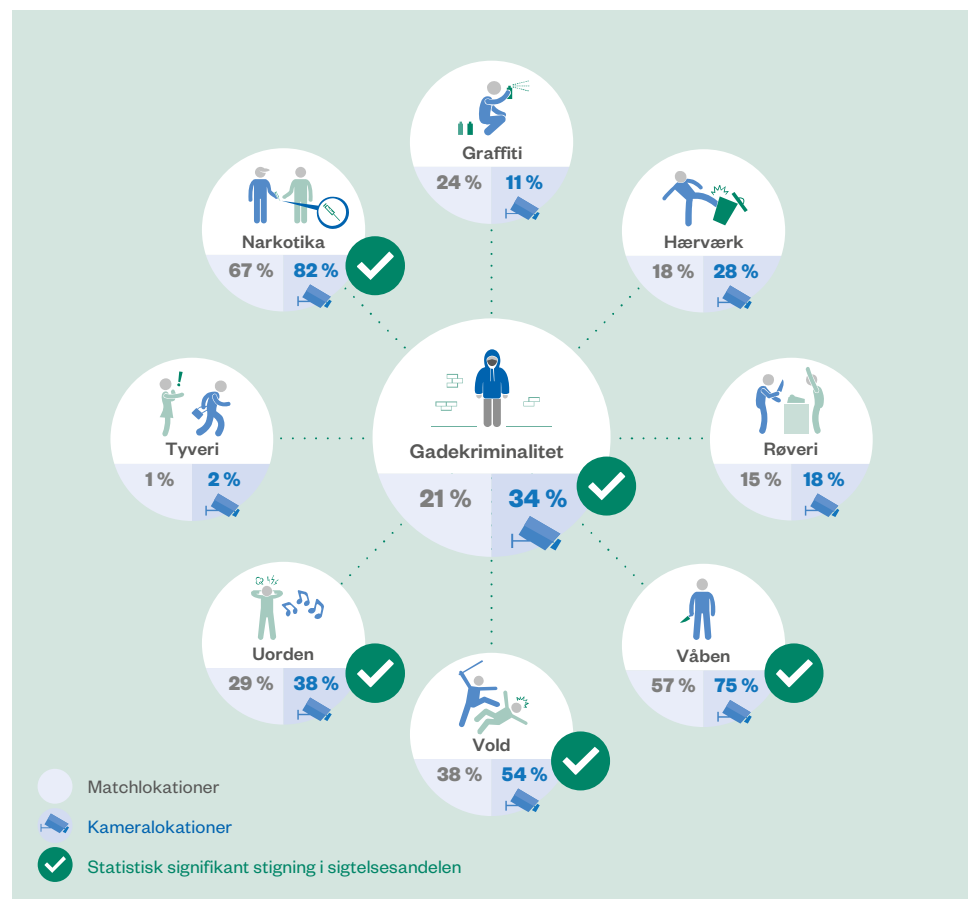 Graffiti
24 % 11 %
Narkotika
67 % 82 %
Hærværk
18 % 28 %
Tyveri
1 % 2 %
Gadekriminalitet
21 % 34 %
Røveri
15 % 18 %
Uorden
29 % 38 %
Vold
38 % 54 %
Våben
57 % 75 %
Matchlokationer
Kameralokationer
Statistisk signifikant stigning i sigtelsesandelen